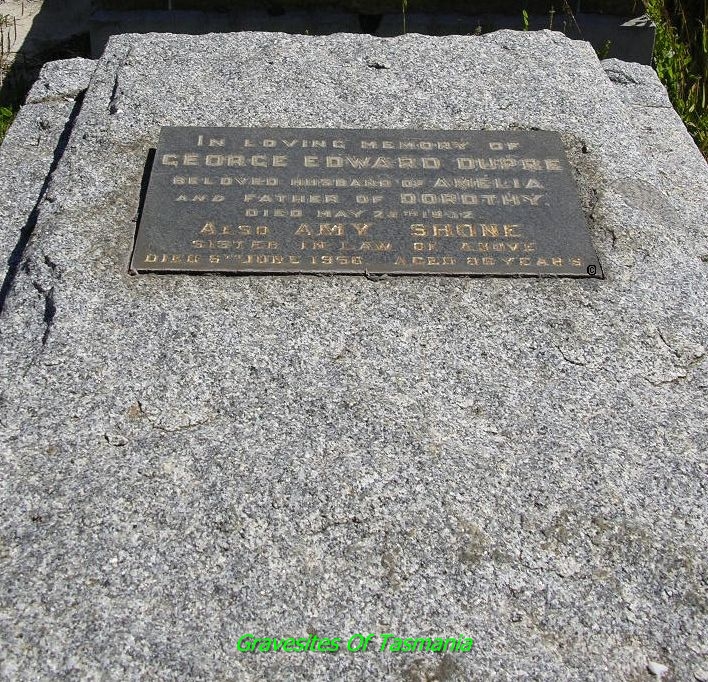 In loving memory of
GEORGE EDWARD DUPRE
beloved husband of AMELIA
and father of DOROTHY.
Died May 1932
Also AMY SHONE
sister in law of above
Died 5th June 1956 Aged 86 years
Gravesites Of Tasmania